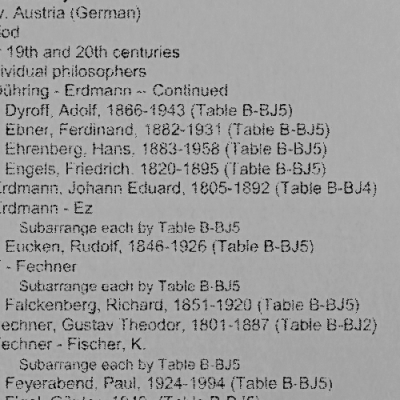 v. Austria (German)
iod
r 19th and 20th centuries
ividual philosophers
Dühring - Erdmann -- Continued
Dyroff, Adolf, 1866-1943 (Table B-BJ5)
Ebner, Ferdinand, 1882-1931 (Table B-BJ5)
Ehrenberg, Hans, 1883-1958 (Table B-BJ5)
Engels, Friedrich, 1820-1895 (Table B-BJ5)
Erdmann, Johann Eduard, 1805-1892 (Table B-BJ4)
Erdmann - Ez
Subarrange each by Table B-BJ5
Eucken, Rudolf, 1846-1926 (Table B-BJ5)
- Fechner
Subarrange each by Table B-BJ5
Falckenberg, Richard, 1851-1920 (Table B-BJ5)
echner, Gustav Theodor, 1801-1887 (Table B-BJ2)
echner - Fischer, K.
Subarrange each by Table B-BJ5
Feyerabend, Paul, 1924-1994 (Table B-BJ5)